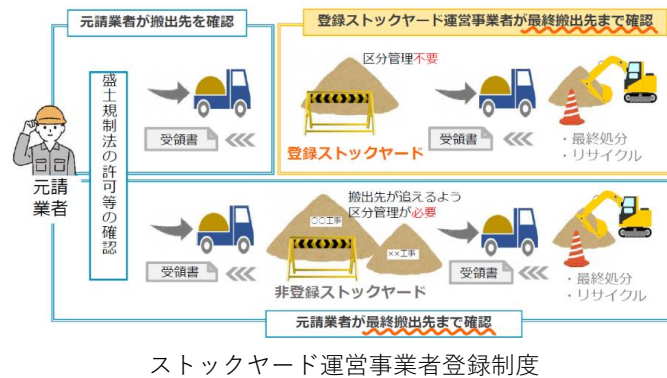 元請業者が搬出先を確認
登録ストックヤード運営事業者が最終搬出先まで確認
盛土規制法の許可等の確認
元請
業者
受領書
区分管理不要
登録ストックヤード
受領書
・最終処分
・リサイクル
受領書
搬出先が追えるよう
区分管理が必要
〇〇工事
××工事
非登録ストックヤード
受領書
・最終処分
・リサイクル
元請業者が最終搬出先まで確認
ストックヤード運営事業者登録制度